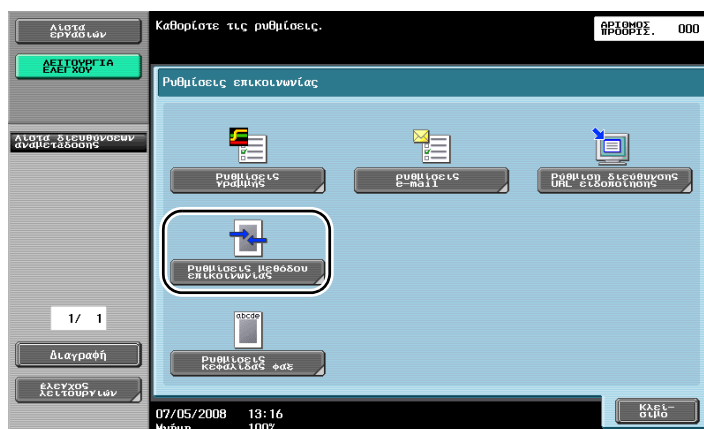 Λίστα
εργασιών
Καθορίστε τις ρυθμίσεις.
ΑΡΙΘΜΟΣ
ΠΡΟΟΡΙΣ.
000
ΛΕΙΤΟΥΡΓΙΑ
ΕΛΕΓΧΟΥ
Ρυθμίσεις επικοινωνίας
Λίστα διευθύνσεων
αναμετάδοσης
Ρυθμίσεις
γραμμής
ρυθμίσεις
e-mail
Ρύθμιση διεύθυνσης
URL ειδοποίησης
Ρυθμίσεις μεθόδου
επικοινωνίας
abcde
1/ 1
Διαγραφή
Ρυθμίσεις
κεφαλίδας φαξ
έλεγχος
λειτουργιών
07/05/2008 13:16
Μνήμη 100%
Κλεί-
σιμο